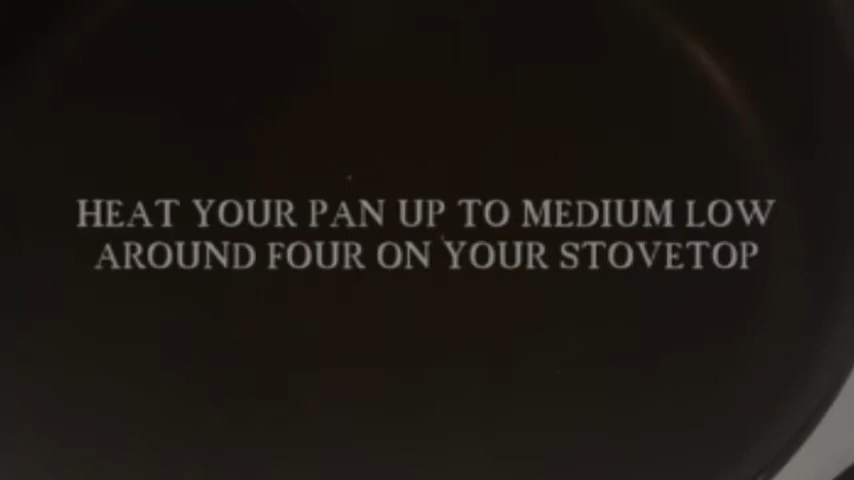 HEAT YOUR PAN UP TO MEDIUM LOW
AROUND FOUR ON YOUR STOVETOP